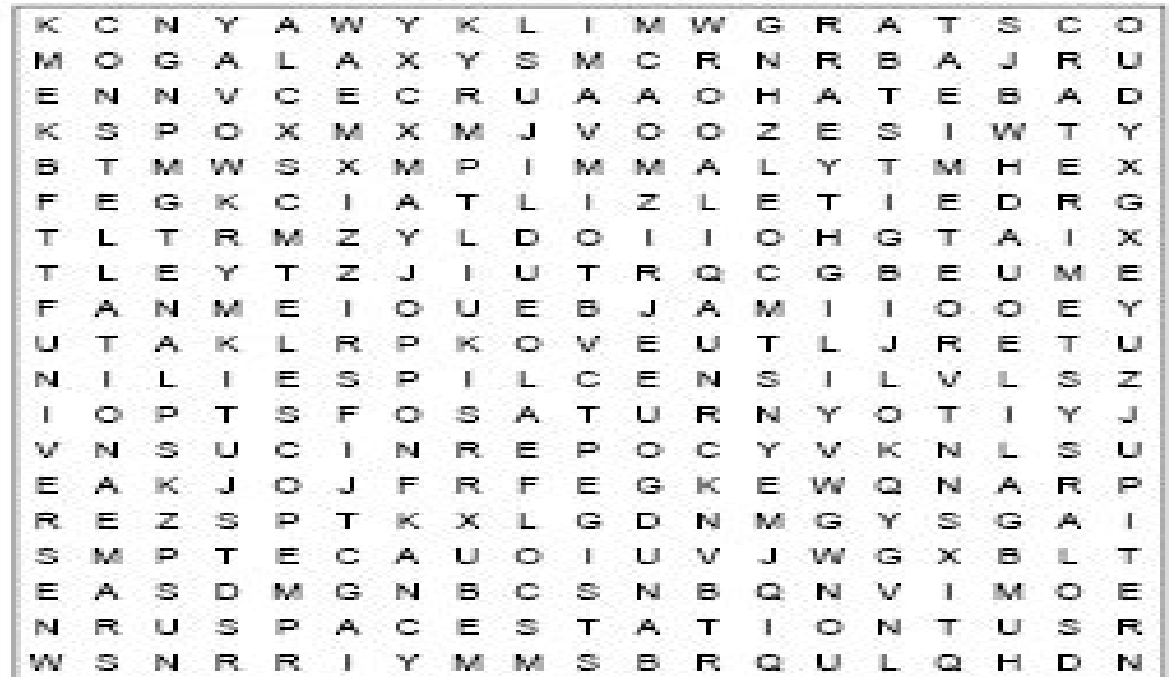 K C N Y A W Y K L I M W G R A T S C O
M O G A L A X Y S M C R N R B A J R U
E N N V C E C R U A A O H A T E B A D
K S P O X M X M J V O O Z E S I W T Y
B T M W S X M P I M M A L Y T M H E X
F E G K C I A T L I Z L E T I E D R G
T L T R M Z Y L D O I I O H G T A I X
T L E Y T Z J I U T R Q C G B E U M E
F A N M E I O U E B J A M I I O O E Y
U T A K L R P K O V E U T L J R E T U
N I L I E S P I L C E N S I L V L S Z
I O P T S F O S A T U R N Y O T I Y J
V N S U C I N R E P O C Y V K N L S U
E A K J O J F R F E G K E W Q N A R P
R E Z S P T K X L G D N M G Y S G A I
S M P T E C A U O I U V J W G X B L T
E A S D M G N B C S N B Q N V I M O E
N R U S P A C E S T A T I O N T U S R
W S N R R I Y M M S B R Q U L Q H D N